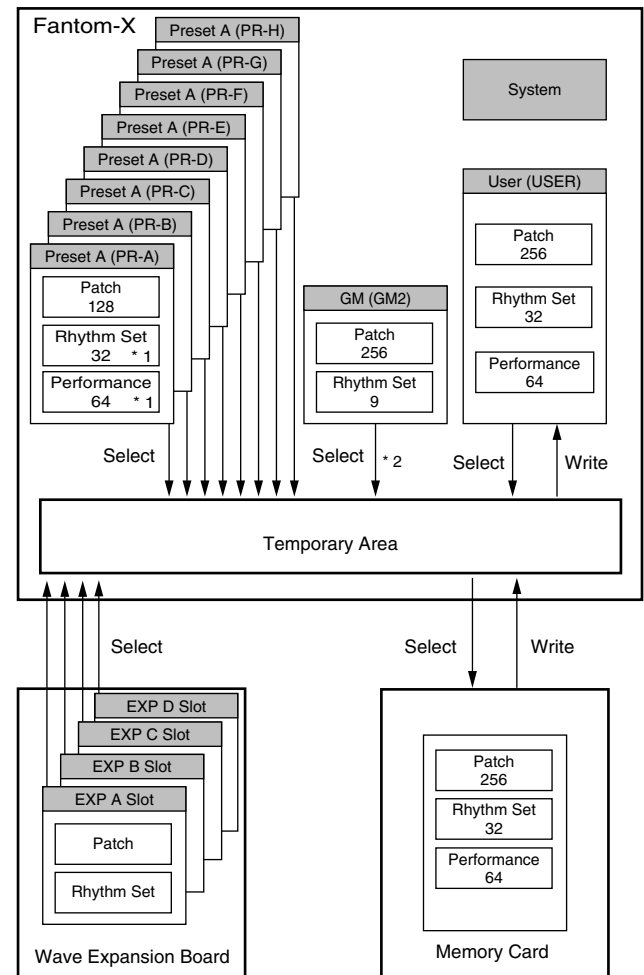 Fantom-X
Preset A (PR-H)
Preset A (PR-G)
Preset A (PR-F)
Preset A (PR-E)
Preset A (PR-D)
Preset A (PR-C)
Preset A (PR-B)
Preset A (PR-A)
Patch
128
Rhythm Set
32 * 1
Performance
64 * 1
Select
GM (GM2)
Patch
256
Rhythm Set
9
Select * 2
System
User (USER)
Patch
256
Rhythm Set
32
Performance
64
Select
Write
Temporary Area
Select
Select
Write
EXP D Slot
EXP C Slot
EXP B Slot
EXP A Slot
Patch
Rhythm Set
Wave Expansion Board
Patch
256
Rhythm Set
32
Performance
64
Memory Card